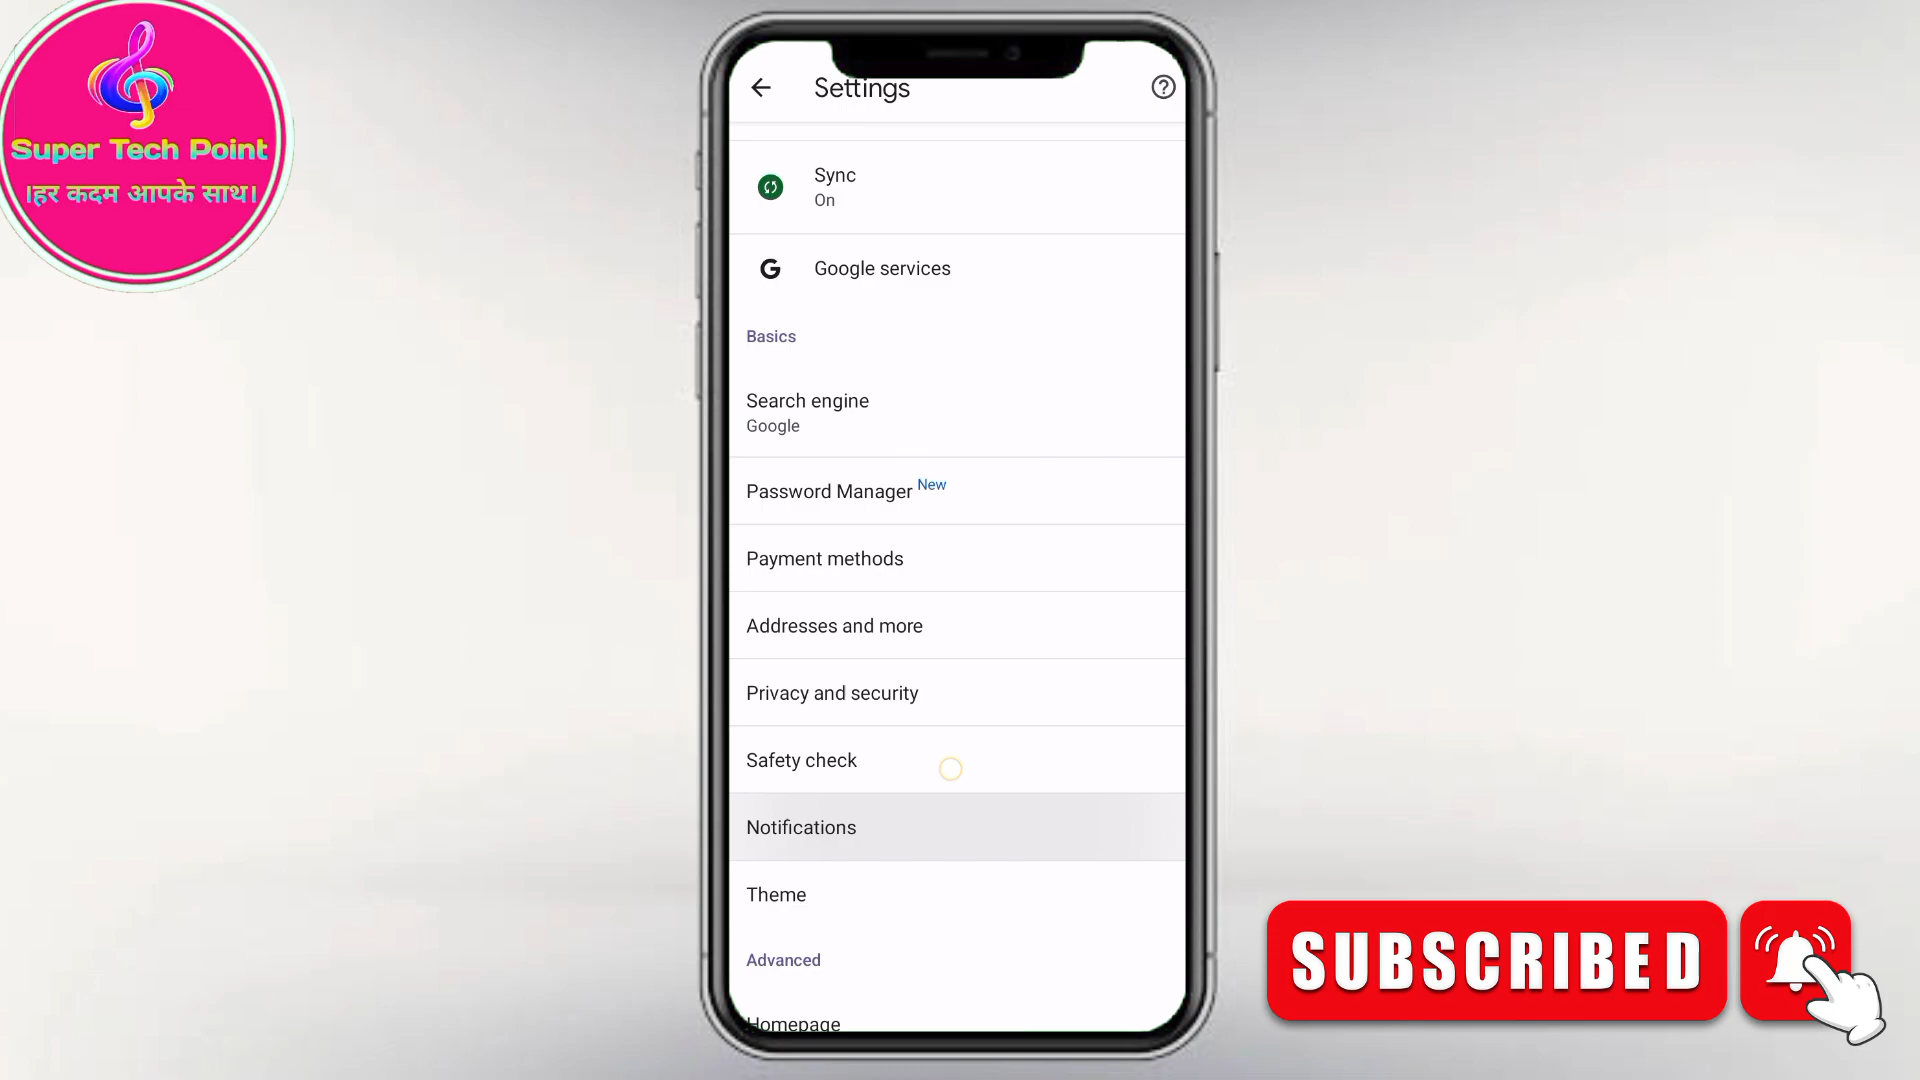 Super Tech Point
।हर कदम आपके साथ।
Settings
Sync
On
Google services
Basics
Search engine
Google
Password Manager New
Payment methods
Addresses and more
Privacy and security
Safety check
Notifications
Theme
Advanced
Homepage
SUBSCRIBED